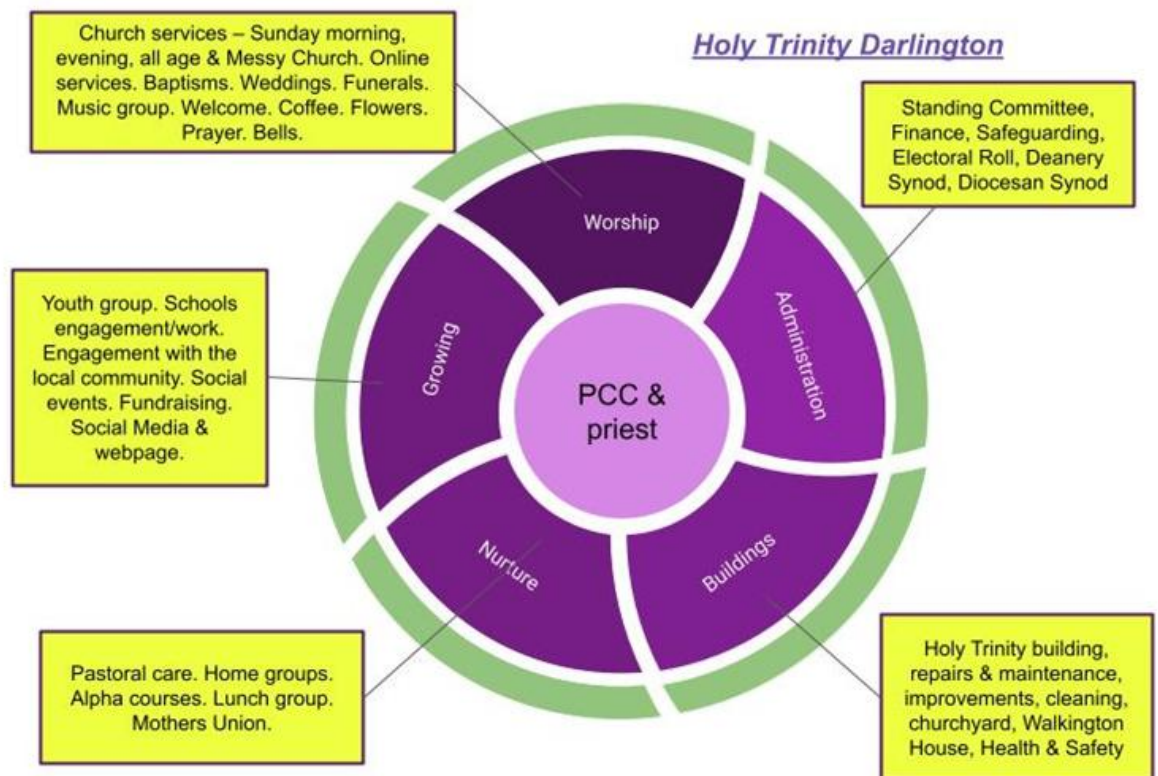 Church services – Sunday morning,
evening, all age & Messy Church. Online
services. Baptisms. Weddings. Funerals.
Music group. Welcome. Coffee. Flowers.
Prayer. Bells.
Holy Trinity Darlington
Standing Committee,
Finance, Safeguarding,
Electoral Roll, Deanery
Synod, Diocesan Synod
Worship
Administration
Growing
PCC &
priest
Nurture
Buildings
Youth group. Schools
engagement/work.
Engagement with the
local community. Social
events. Fundraising.
Social Media &
webpage.
Pastoral care. Home groups.
Alpha courses. Lunch group.
Mothers Union.
Holy Trinity building,
repairs & maintenance,
improvements, cleaning,
churchyard, Walkington
House, Health & Safety